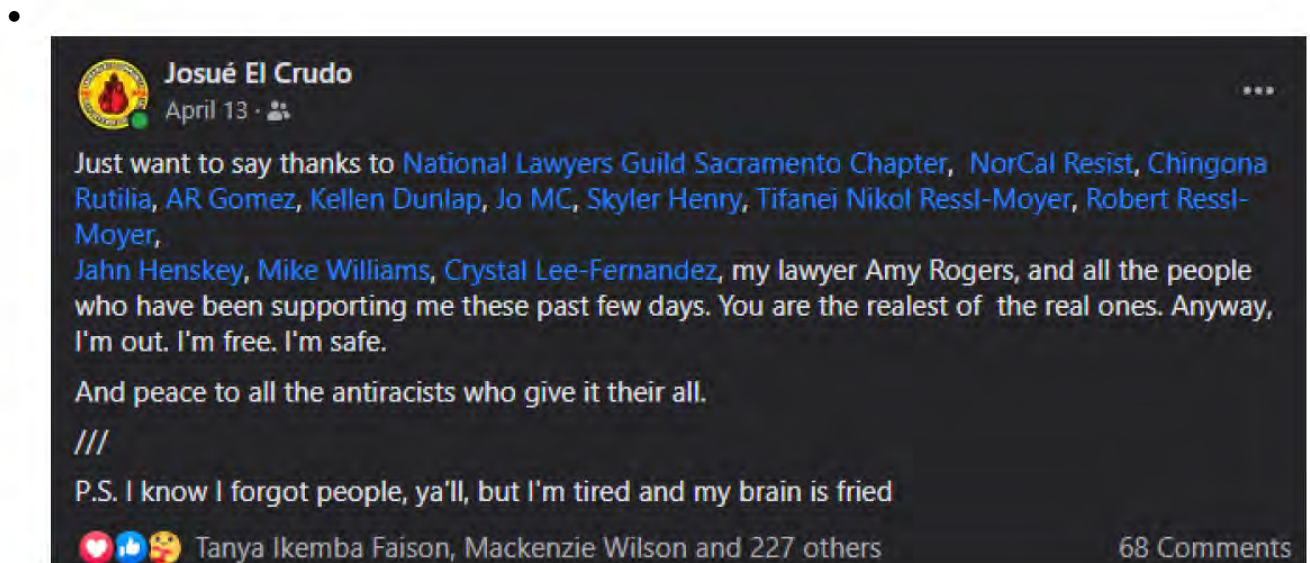 Josué El Crudo
April 13 ·
Just want to say thanks to National Lawyers Guild Sacramento Chapter, NorCal Resist, Chingona
Rutilia, AR Gomez, Kellen Dunlap, Jo MC, Skyler Henry, Tifanei Nikol Ressl-Moyer, Robert Ressl-
Moyer,
Jahn Henskey, Mike Williams, Crystal Lee-Fernandez, my lawyer Amy Rogers, and all the people
who have been supporting me these past few days. You are the realest of the real ones. Anyway,
I'm out. I'm free. I'm safe.
And peace to all the antiracists who give it their all.
///
P.S. I know I forgot people, ya'll, but I'm tired and my brain is fried
Tanya Ikemba Faison, Mackenzie Wilson and 227 others 68 Comments